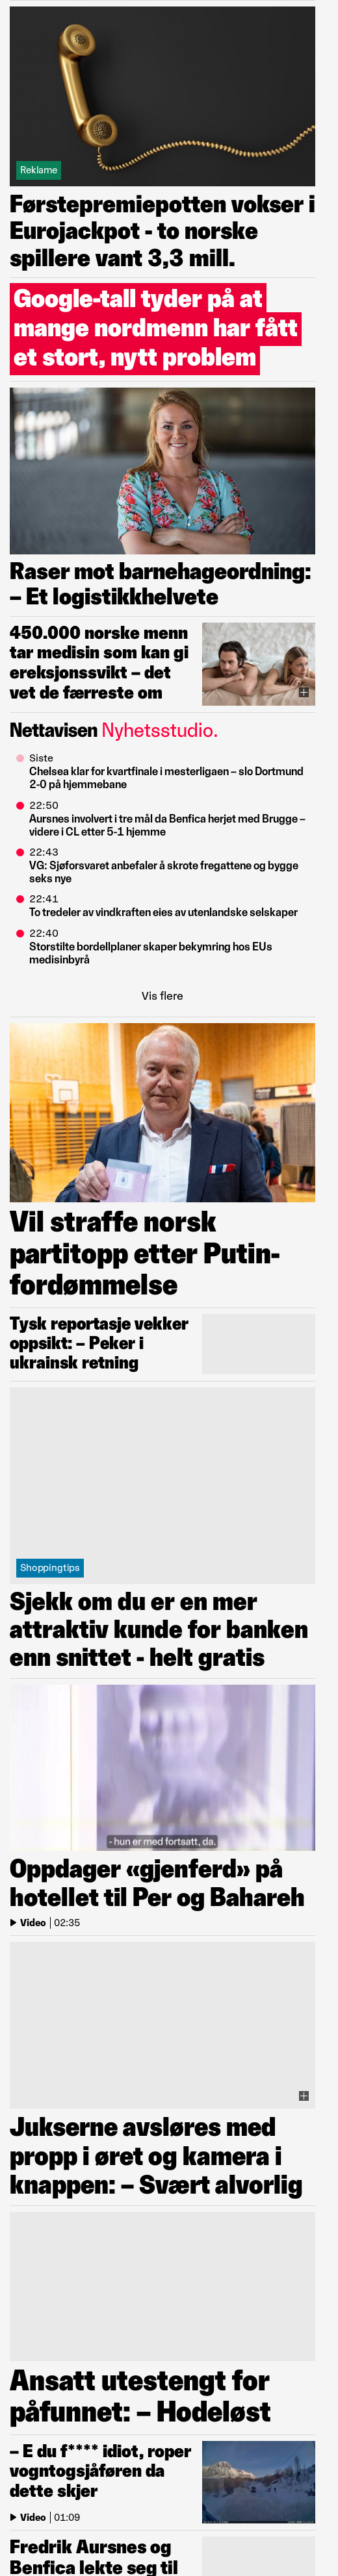 Reklame
Førstepremiepotten vokser i
Eurojackpot - to norske
spillere vant 3,3 mill.
Google-tall tyder på at
mange nordmenn har fått
et stort, nytt problem
Raser mot barnehageordning:
– Et logistikkhelvete
450.000 norske menn
tar medisin som kan gi
ereksjonssvikt – det
vet de færreste om
Nettavisen Nyhetsstudio.
Siste
Chelsea klar for kvartfinale i mesterligaen – slo Dortmund
2-0 på hjemmebane
22:50
Aursnes involvert i tre mål da Benfica herjet med Brugge –
videre i CL etter 5-1 hjemme
22:43
VG: Sjøforsvaret anbefaler å skrote fregattene og bygge
seks nye
22:41
To tredeler av vindkraften eies av utenlandske selskaper
22:40
Storstilte bordellplaner skaper bekymring hos EUs
medisinbyrå
Vis flere
Vil straffe norsk
partitopp etter Putin-
fordømmelse
Tysk reportasje vekker
oppsikt: – Peker i
ukrainsk retning
Shoppingtips
Sjekk om du er en mer
attraktiv kunde for banken
enn snittet - helt gratis
- hun er med fortsatt, da.
Oppdager «gjenferd» på
hotellet til Per og Bahareh
Video | 02:35
Jukserne avsløres med
propp i øret og kamera i
knappen: – Svært alvorlig
Ansatt utestengt for
påfunnet: – Hodeløst
– E du f**** idiot, roper
vogntogsjåføren da
dette skjer
Video | 01:09
Fredrik Aursnes og
Benfica lekte seg til